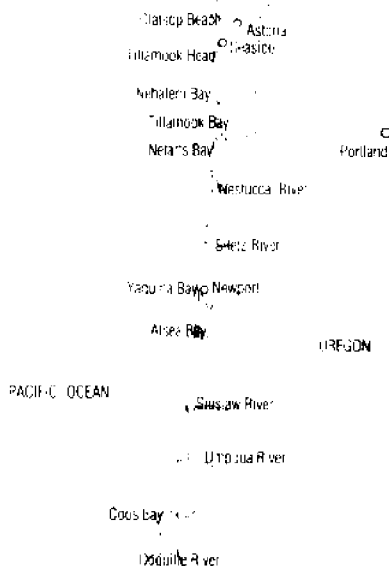 Clatsop Beach
Astoria
Seaside
Tillamook Head
Nehalem Bay
Tillamook Bay
Netarts Bay
Portland
Nestucca River
Siletz River
Yaquina Bay Newport
Alsea Bay
OREGON
PACIFIC OCEAN
Siuslaw River
Umpqua River
Coos Bay
Coquille River